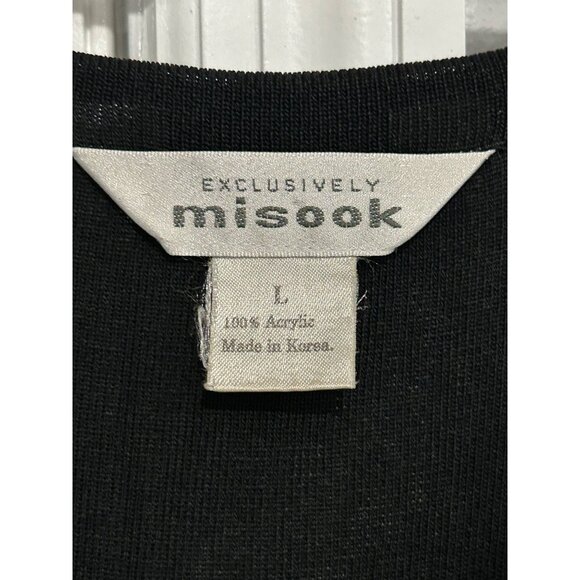 EXCLUSIVELY
misook
L
100% Acrylic
Made in Korea.